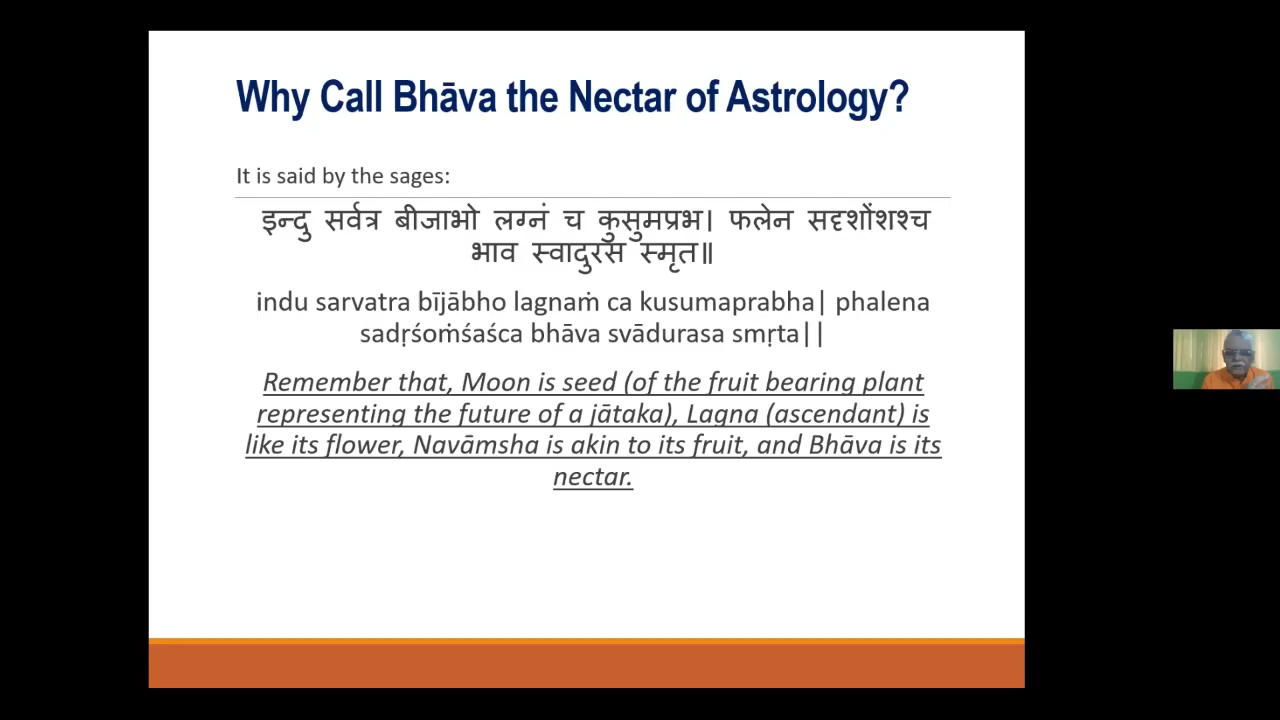 Why Call Bhāva the Nectar of Astrology?
It is said by the sages:
इन्दु सर्वत्र बीजाभो लग्नं च कुसुमप्रभ। फलेन सदृशोंशश्च
भाव स्वादुरस स्मृत॥
indu sarvatra bījābho lagnaṁ ca kusumaprabha| phalena
sadṛśoṁśaśca bhāva svādurasa smṛta||
Remember that, Moon is seed (of the fruit bearing plant
representing the future of a jātaka), Lagna (ascendant) is
like its flower, Navāmsha is akin to its fruit, and Bhāva is its
nectar.